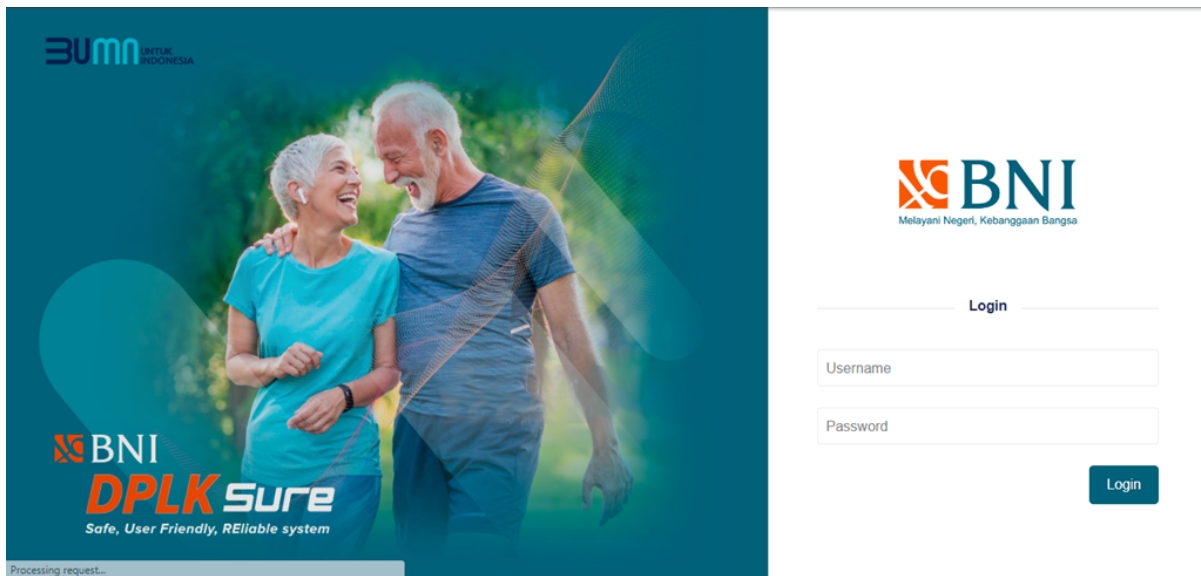 BUMN UNTUK
INDONESIA
BNI
DPLK Sure
Safe, User Friendly, REliable system
Processing request...
BNI
Melayani Negeri, Kebanggaan Bangsa
Login
Username
Password
Login